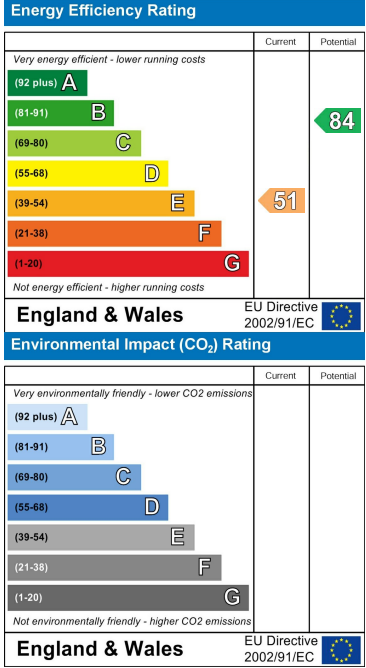 Energy Efficiency Rating
Current Potential
Very energy efficient - lower running costs
(92 plus) A
(81-91) B
84
(69-80) C
(55-68) D
(39-54) E
51
(21-38) F
(1-20) G
Not energy efficient - higher running costs
England & Wales
EU Directive
2002/91/EC
Environmental Impact (CO₂) Rating
Current Potential
Very environmentally friendly - lower CO2 emissions
(92 plus) A
(81-91) B
(69-80) C
(55-68) D
(39-54) E
(21-38) F
(1-20) G
Not environmentally friendly - higher CO2 emissions
England & Wales
EU Directive
2002/91/EC